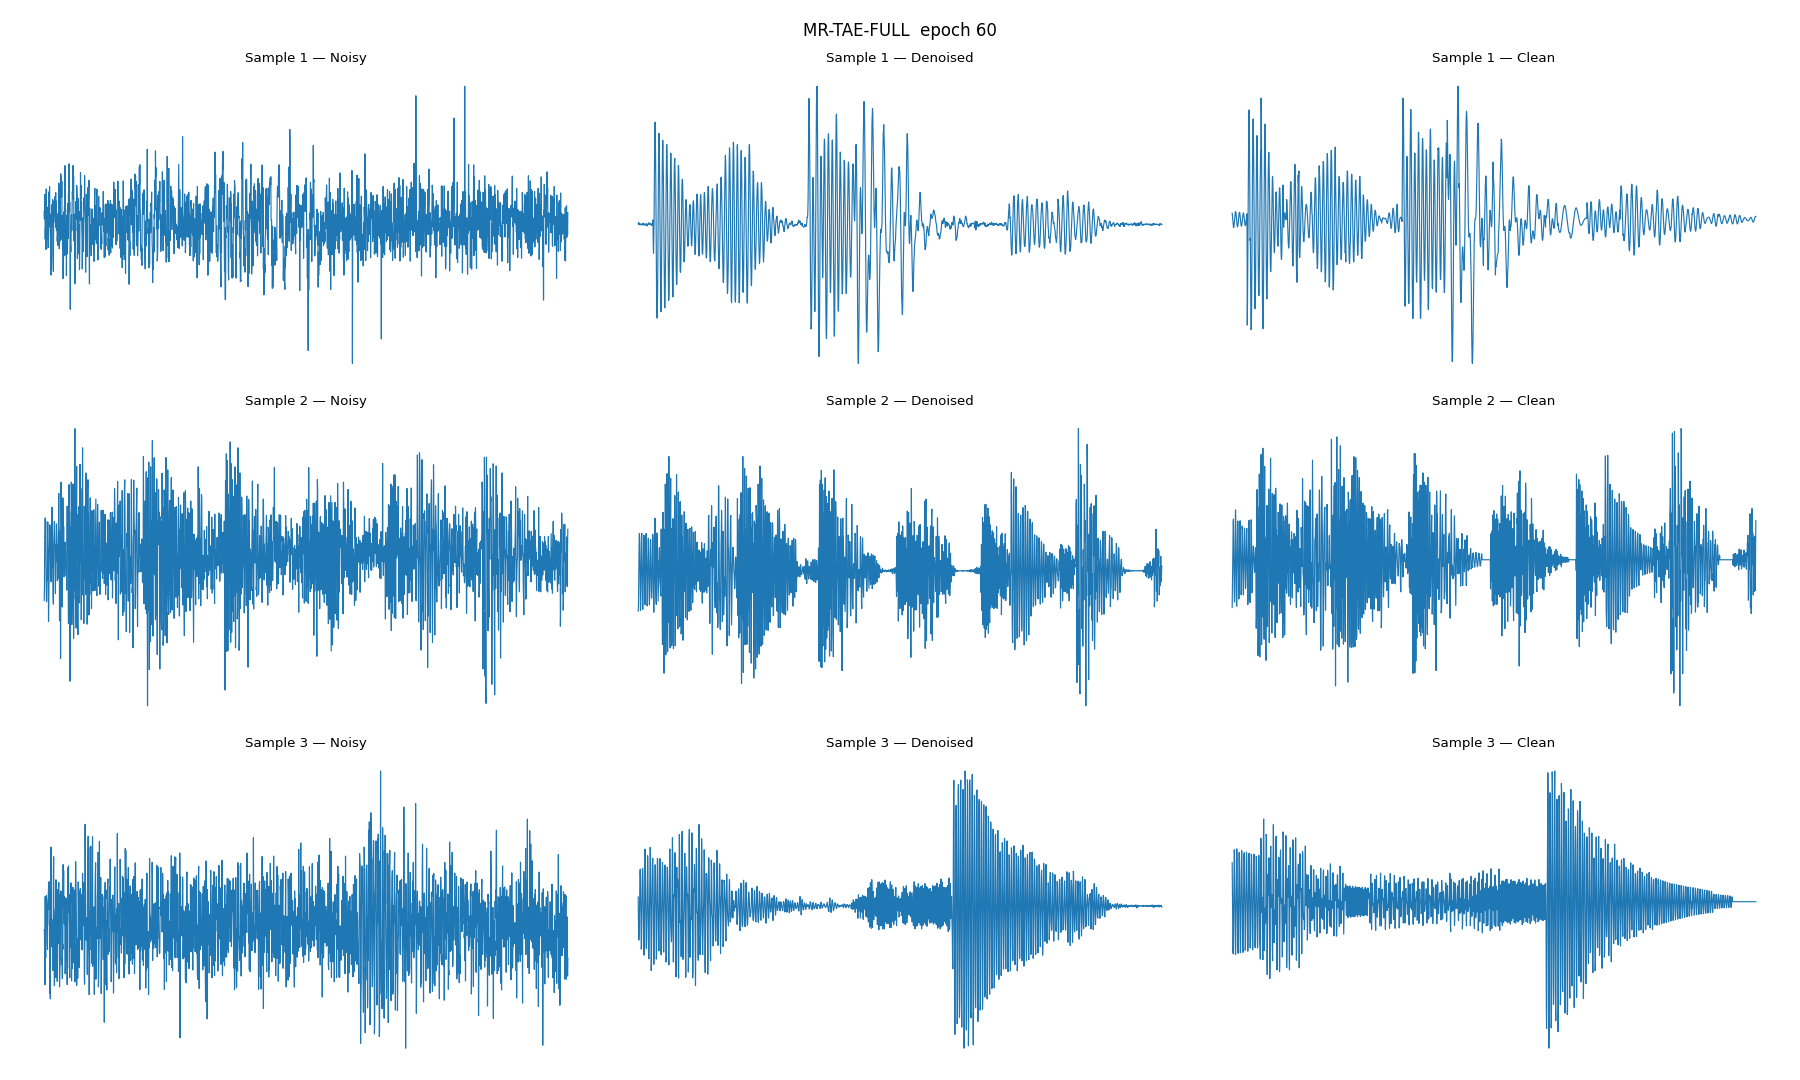 MR-TAE-FULL  epoch 60
Sample 1 — Noisy
Sample 1 — Denoised
Sample 1 — Clean
Sample 2 — Noisy
Sample 2 — Denoised
Sample 2 — Clean
Sample 3 — Noisy
Sample 3 — Denoised
Sample 3 — Clean